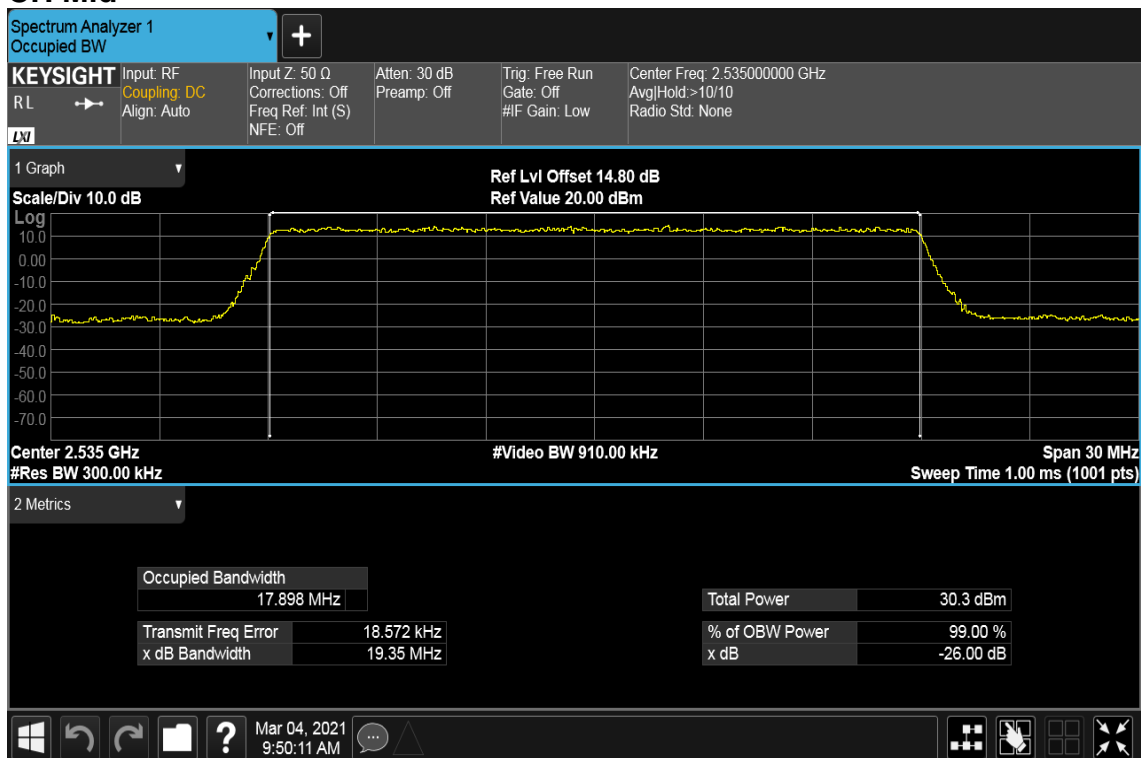 Spectrum Analyzer 1
Occupied BW
KEYSIGHT
RL
LXI
Input: RF
Coupling: DC
Align: Auto
Input Z: 50 Ω
Corrections: Off
Freq Ref: Int (S)
NFE: Off
Atten: 30 dB
Preamp: Off
Trig: Free Run
Gate: Off
#IF Gain: Low
Center Freq: 2.535000000 GHz
Avg|Hold:>10/10
Radio Std: None
1 Graph
Scale/Div 10.0 dB
Ref Lvl Offset 14.80 dB
Ref Value 20.00 dBm
Log
10.0
0.00
-10.0
-20.0
-30.0
-40.0
-50.0
-60.0
-70.0
Center 2.535 GHz
#Res BW 300.00 kHz
#Video BW 910.00 kHz
Span 30 MHz
Sweep Time 1.00 ms (1001 pts)
2 Metrics
Occupied Bandwidth
17.898 MHz
Transmit Freq Error 18.572 kHz
x dB Bandwidth 19.35 MHz
Total Power 30.3 dBm
% of OBW Power 99.00 %
x dB -26.00 dB
Mar 04, 2021
9:50:11 AM